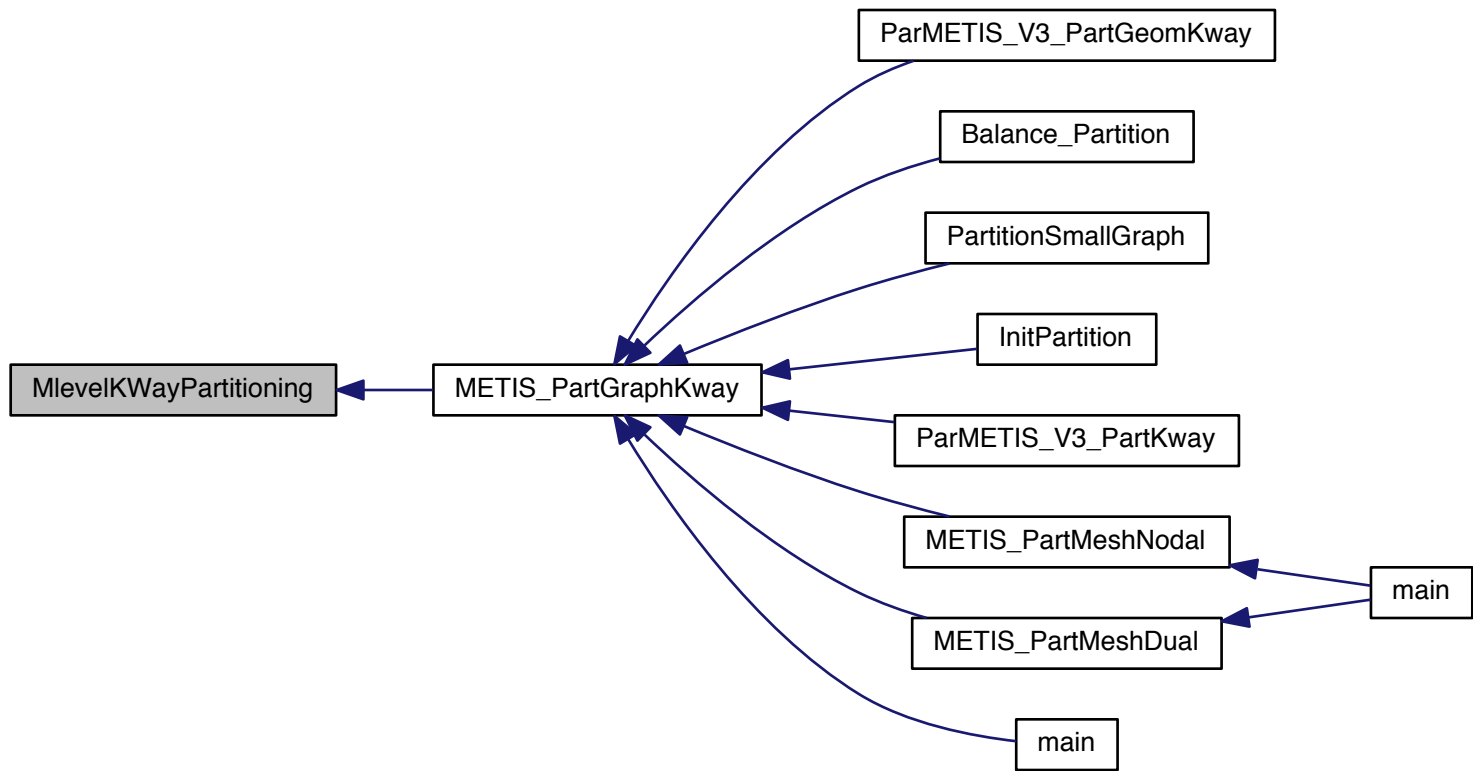 ParMETIS_V3_PartGeomKway
Balance_Partition
PartitionSmallGraph
InitPartition
MlevelKWayPartitioning
METIS_PartGraphKway
ParMETIS_V3_PartKway
METIS_PartMeshNodal
main
METIS_PartMeshDual
main